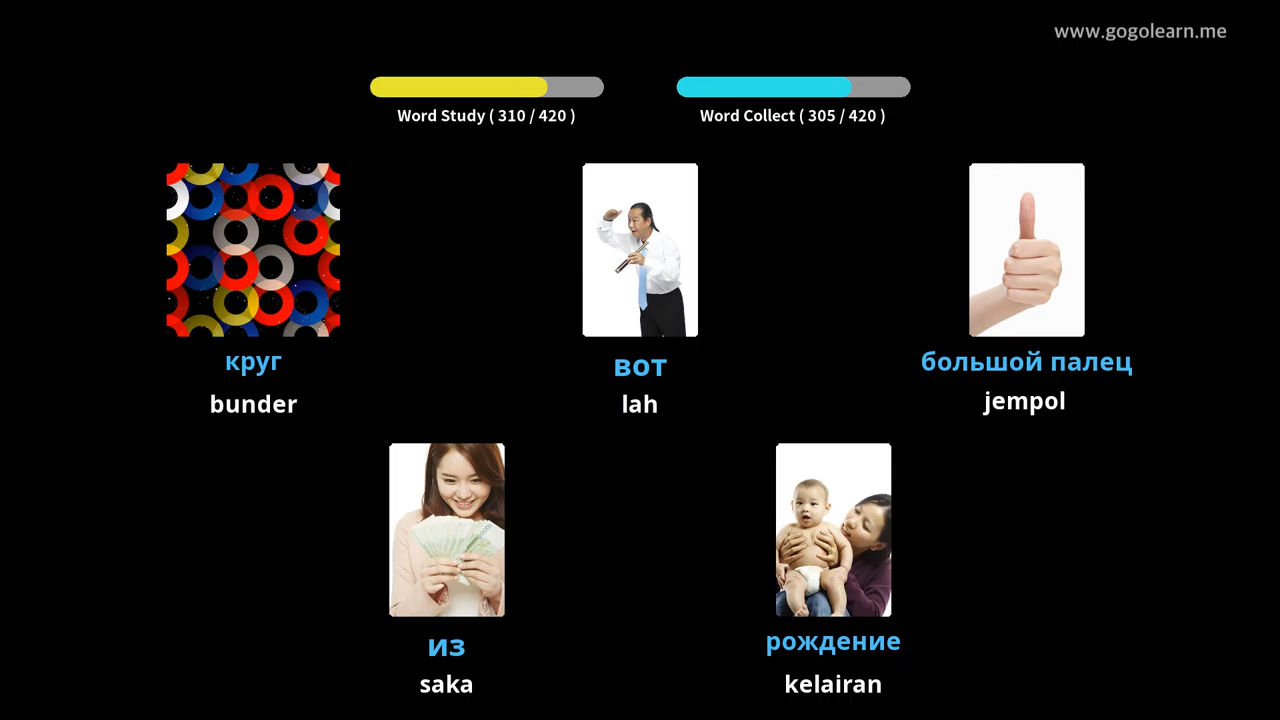 www.gogolearn.me
Word Study ( 310 / 420 )
Word Collect ( 305 / 420 )
круг
bunder
вот
lah
большой палец
jempol
из
saka
рождение
kelairan